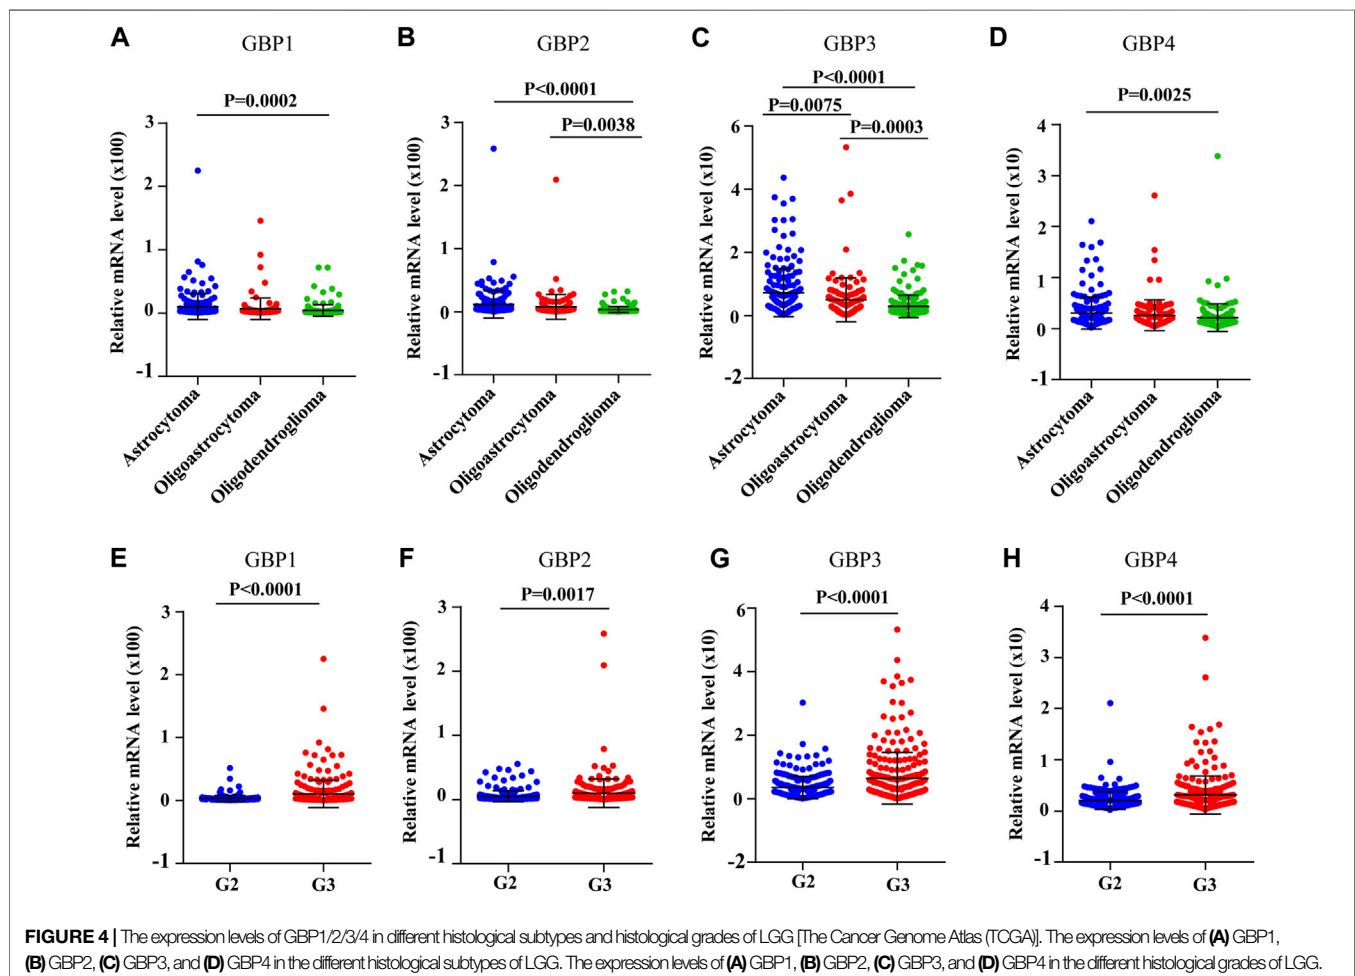 A GBP1
P=0.0002
Relative mRNA level (x100)
3
2
1
0
-1
Astrocytoma
Oligoastrocytoma
Oligodendroglioma
B GBP2
P<0.0001
P=0.0038
Relative mRNA level (x100)
3
2
1
0
-1
Astrocytoma
Oligoastrocytoma
Oligodendroglioma
C GBP3
P<0.0001
P=0.0075
P=0.0003
Relative mRNA level (x10)
6
4
2
0
-2
Astrocytoma
Oligoastrocytoma
Oligodendroglioma
D GBP4
P=0.0025
Relative mRNA level (x10)
4
3
2
1
0
-1
Astrocytoma
Oligoastrocytoma
Oligodendroglioma
E GBP1
P<0.0001
Relative mRNA level (x100)
3
2
1
0
-1
G2 G3
F GBP2
P=0.0017
Relative mRNA level (x100)
3
2
1
0
-1
G2 G3
G GBP3
P<0.0001
Relative mRNA level (x10)
6
4
2
0
-2
G2 G3
H GBP4
P<0.0001
Relative mRNA level (x10)
4
3
2
1
0
-1
G2 G3
FIGURE 4 | The expression levels of GBP1/2/3/4 in different histological subtypes and histological grades of LGG [The Cancer Genome Atlas (TCGA)]. The expression levels of (A) GBP1,
(B) GBP2, (C) GBP3, and (D) GBP4 in the different histological subtypes of LGG. The expression levels of (A) GBP1, (B) GBP2, (C) GBP3, and (D) GBP4 in the different histological grades of LGG.